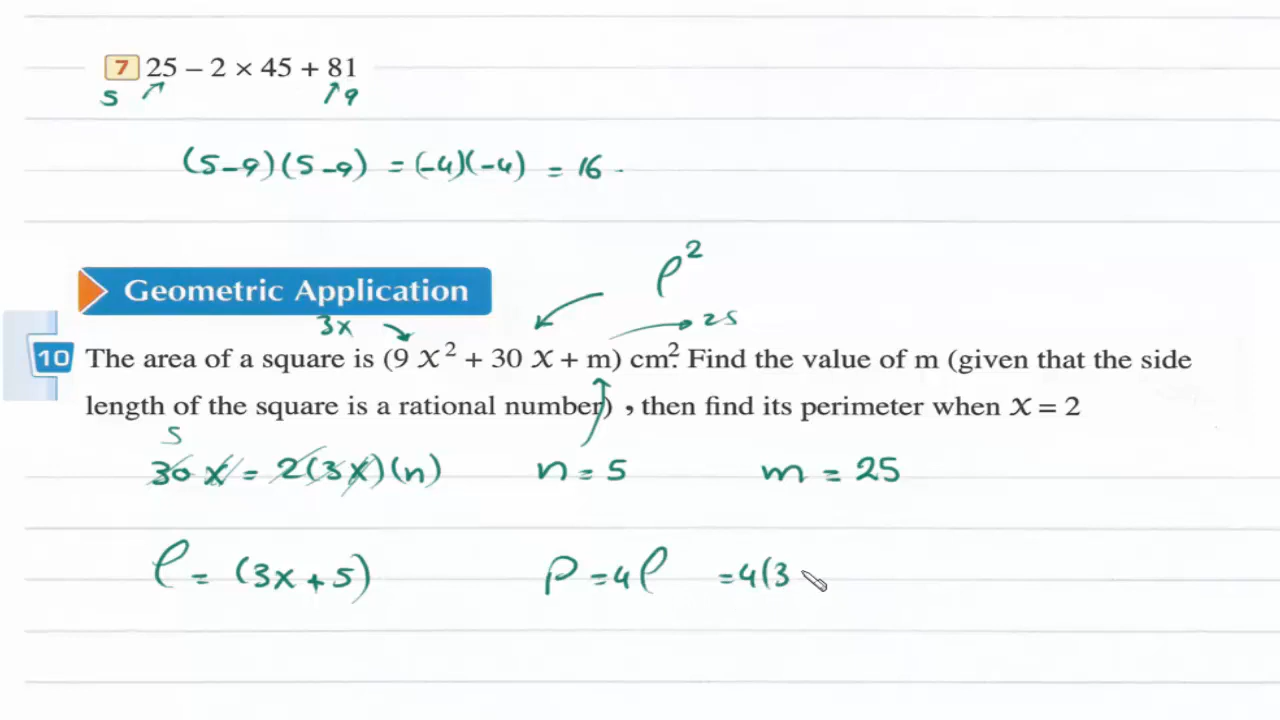 7 25 – 2 × 45 + 81
5 9
(5-9)(5-9) = (-4)(-4) = 16
ℓ²
Geometric Application
3x 25
10 The area of a square is (9 X² + 30 X + m) cm². Find the value of m (given that the side
length of the square is a rational number) , then find its perimeter when X = 2
5
30 x = 2(3x)(n) n = 5 m = 25
ℓ = (3x + 5) P = 4ℓ = 4(3